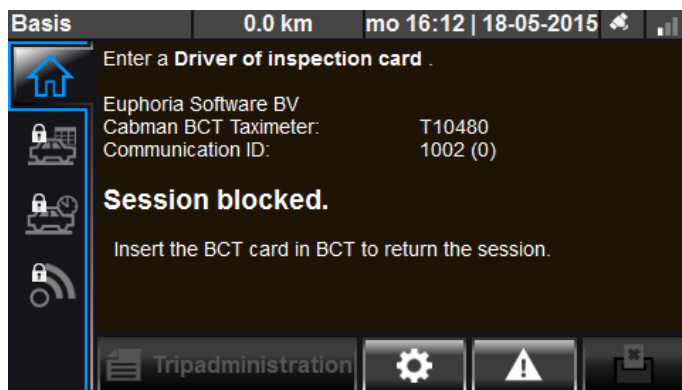 Basis 0.0 km mo 16:12 | 18-05-2015
Enter a Driver of inspection card .
Euphoria Software BV
Cabman BCT Taximeter: T10480
Communication ID: 1002 (0)
Session blocked.
Insert the BCT card in BCT to return the session.
Tripadministration